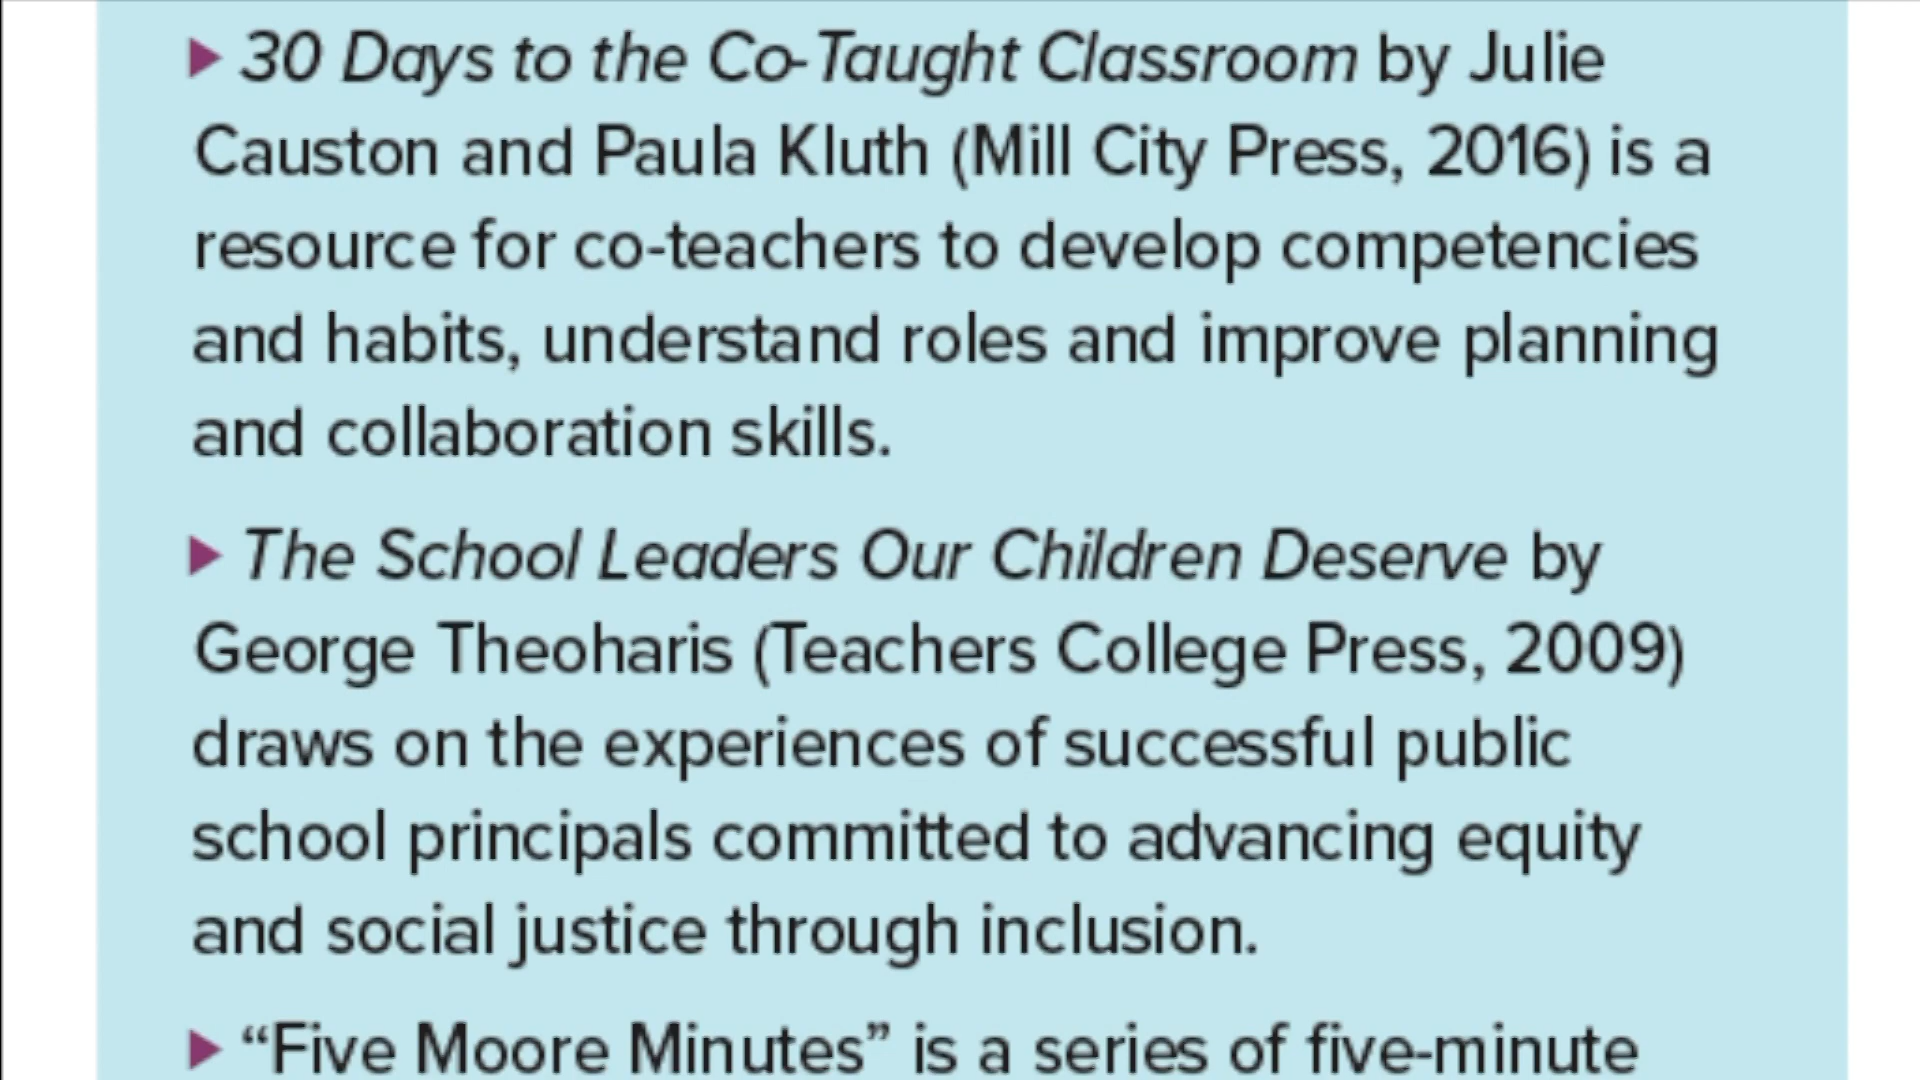 ▶ 30 Days to the Co-Taught Classroom by Julie
Causton and Paula Kluth (Mill City Press, 2016) is a
resource for co-teachers to develop competencies
and habits, understand roles and improve planning
and collaboration skills.
▶ The School Leaders Our Children Deserve by
George Theoharis (Teachers College Press, 2009)
draws on the experiences of successful public
school principals committed to advancing equity
and social justice through inclusion.
▶ “Five Moore Minutes” is a series of five-minute